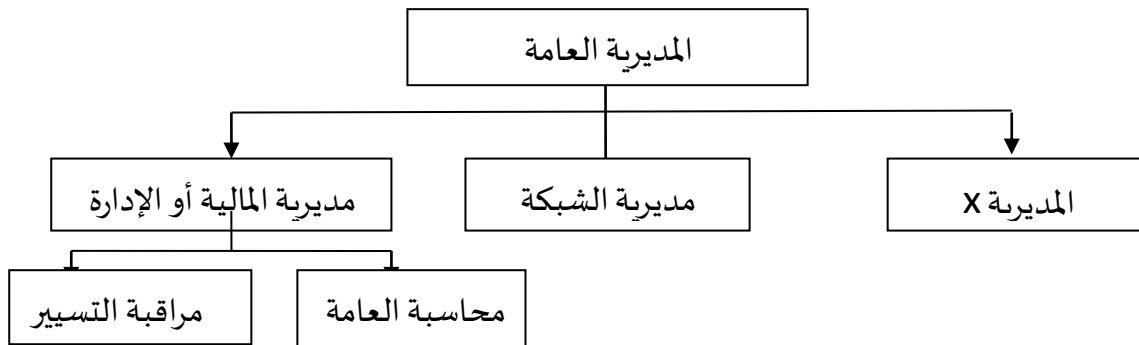 المديرية العامة
المديرية X
مديرية الشبكة
مديرية المالية أو الإدارة
محاسبة العامة
مراقبة التسيير